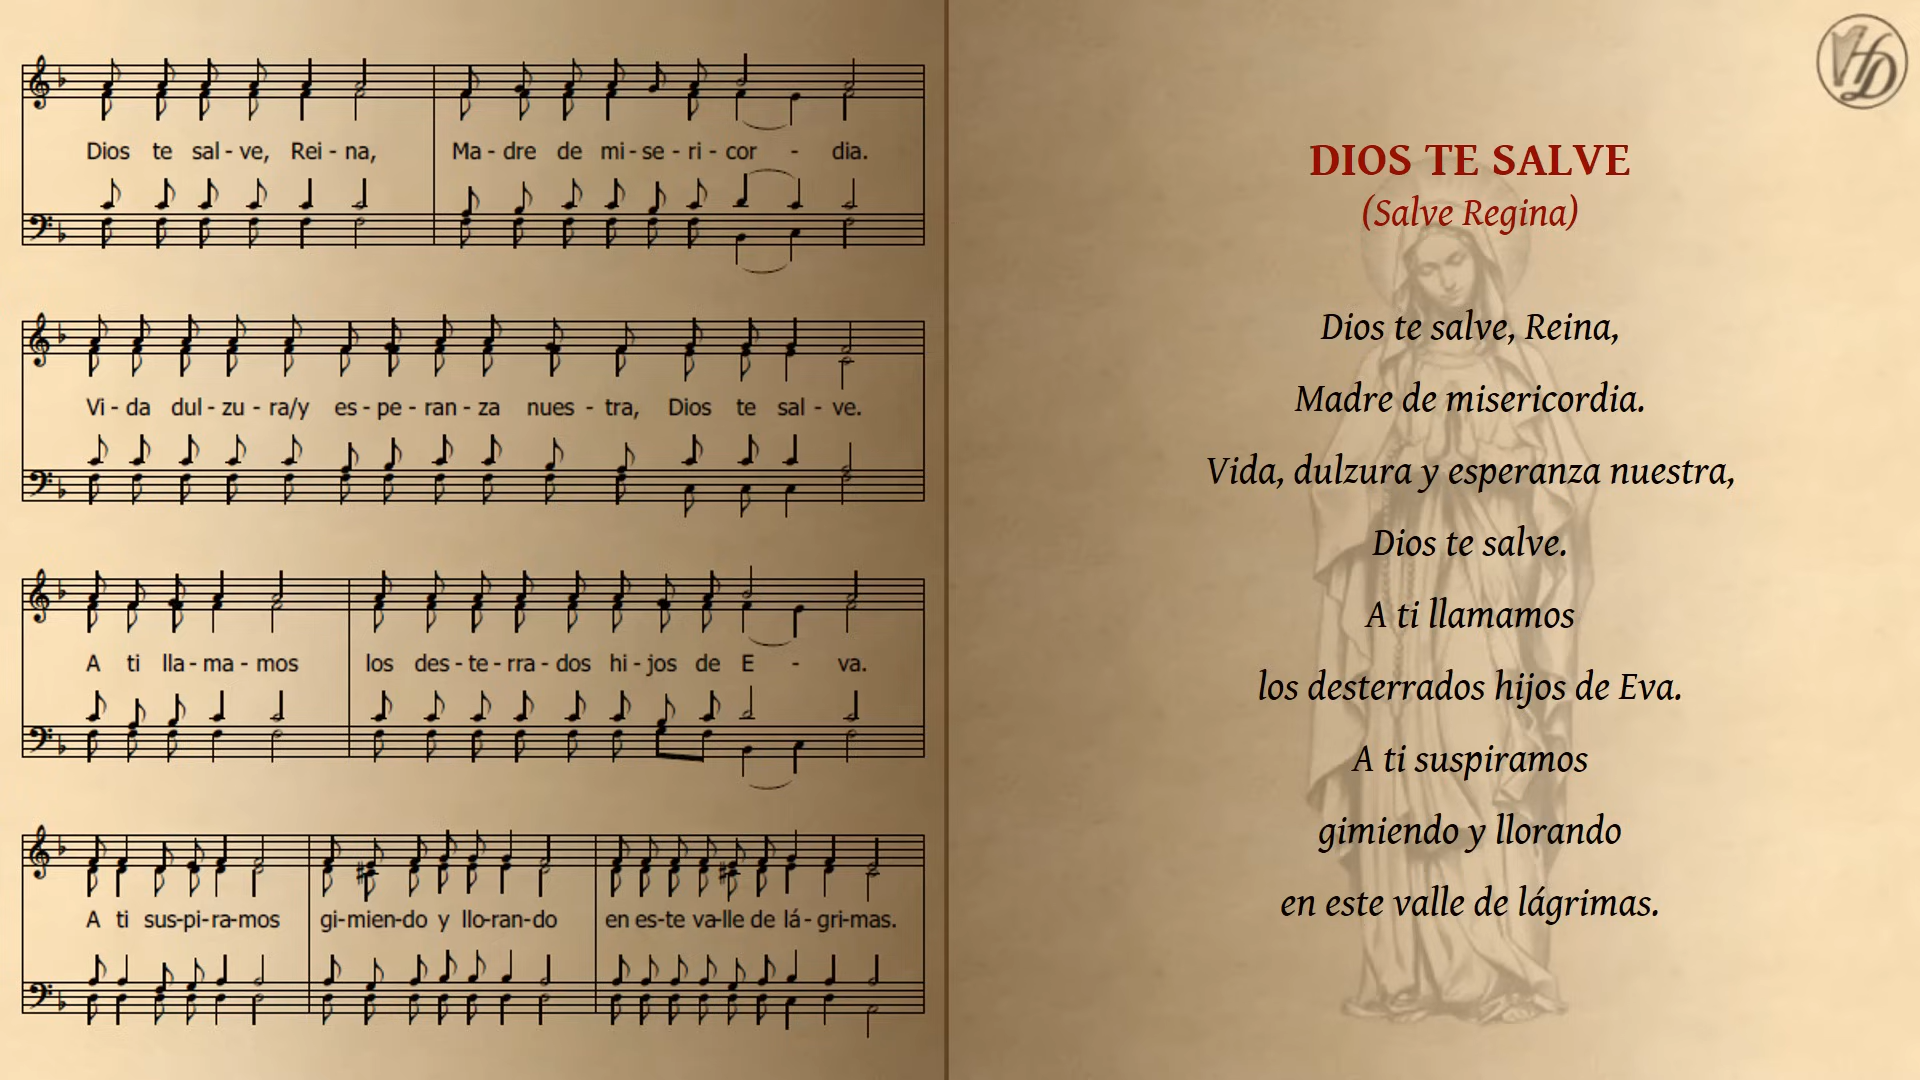 Dios te sal - ve, Rei - na, Ma - dre de mi - se - ri - cor - dia.
Vi - da dul - zu - ra/y es - pe - ran - za nues - tra, Dios te sal - ve.
A ti lla - ma - mos los des - te - rra - dos hi - jos de E - va.
A ti sus-pi-ra-mos gi-mien-do y llo-ran-do en es-te va-lle de lá - gri-mas.
HD
DIOS TE SALVE
(Salve Regina)
Dios te salve, Reina,
Madre de misericordia.
Vida, dulzura y esperanza nuestra,
Dios te salve.
A ti llamamos
los desterrados hijos de Eva.
A ti suspiramos
gimiendo y llorando
en este valle de lágrimas.